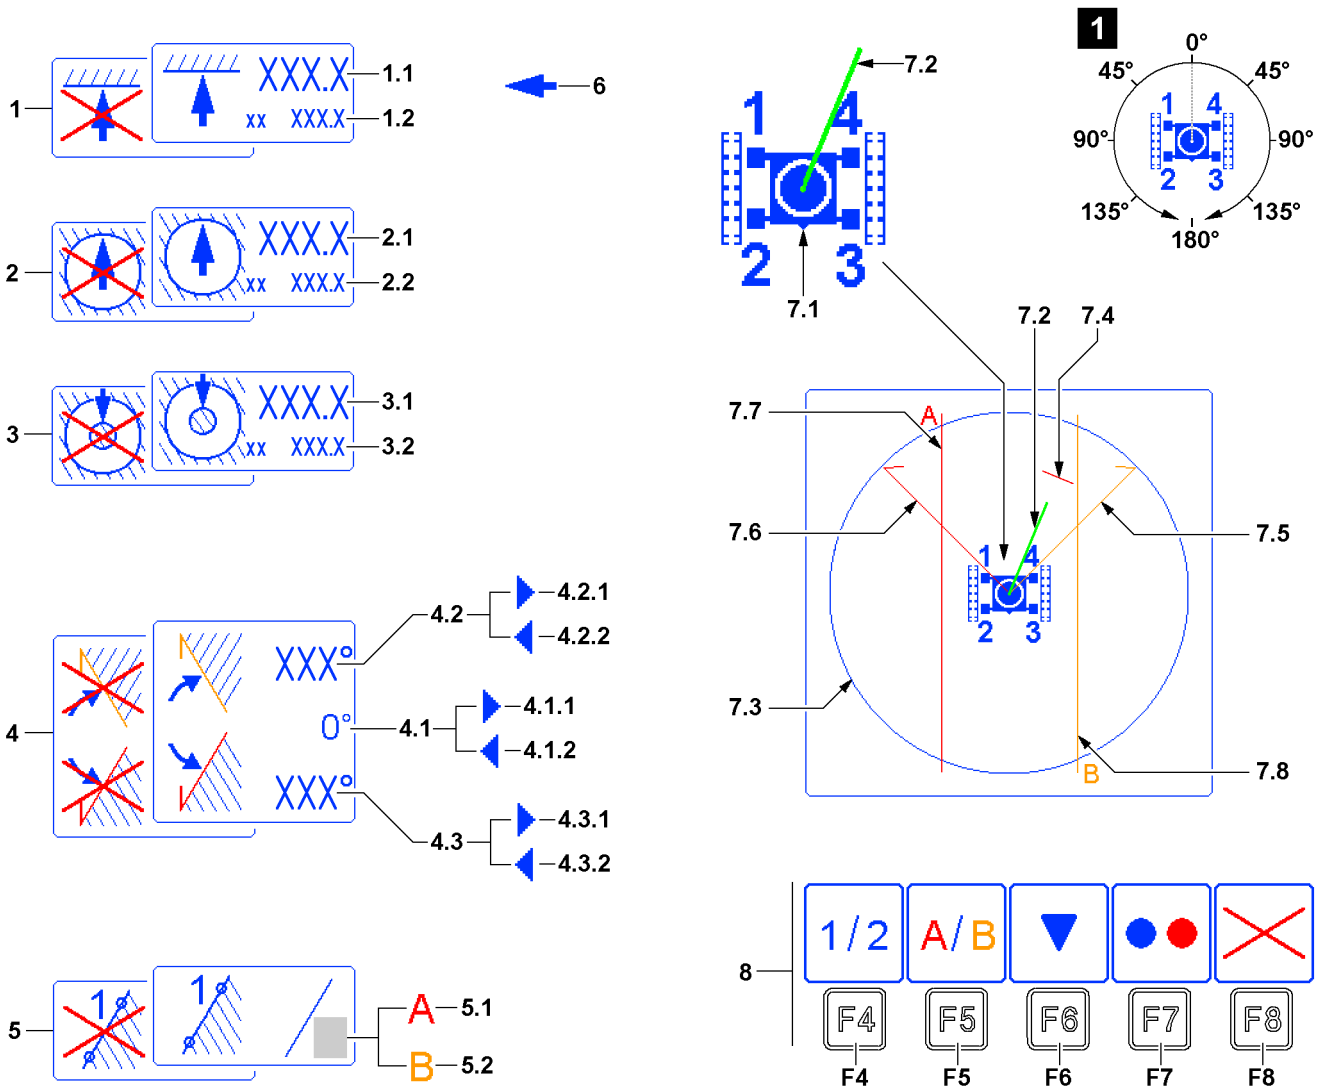 1
XXX.X
1.1
xx XXX.X
1.2
6
2
XXX.X
2.1
xx XXX.X
2.2
3
XXX.X
3.1
xx XXX.X
3.2
4
XXX°
4.2
4.2.1
4.2.2
0°
4.1
4.1.1
4.1.2
XXX°
4.3
4.3.1
4.3.2
5
1
1
A
5.1
B
5.2
7.2
1
4
2
3
7.1
1
0°
45°
45°
1
4
90°
90°
2
3
135°
135°
180°
7.2
7.4
7.7
A
7.6
7.5
1
4
2
3
7.3
7.8
B
8
1/2
A/B
F4
F5
F6
F7
F8
F4
F5
F6
F7
F8